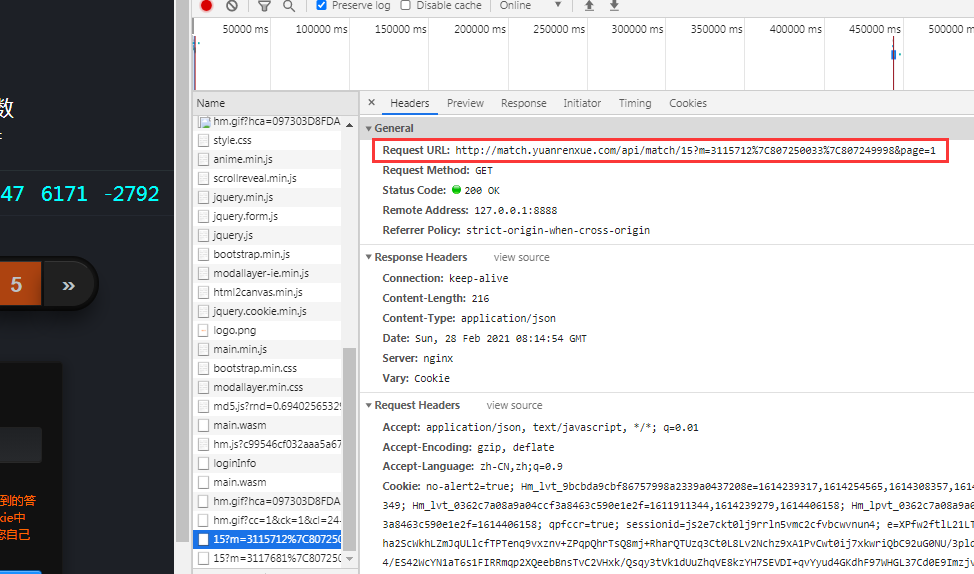 Preserve log Disable cache Online
50000 ms 100000 ms 150000 ms 200000 ms 250000 ms 300000 ms 350000 ms 400000 ms 450000 ms 500000 ms
数
47 6171 -2792
5 »
到的答
kie中
您自己
Name
hm.gif?hca=097303D8FDA
style.css
anime.min.js
scrollreveal.min.js
jquery.min.js
jquery.form.js
jquery.js
bootstrap.min.js
modallayer-ie.min.js
html2canvas.min.js
jquery.cookie.min.js
logo.png
main.min.js
bootstrap.min.css
modallayer.min.css
md5.js?rnd=0.6940256532
main.wasm
hm.js?c99546cf032aaa5a67
loginInfo
main.wasm
hm.gif?hca=097303D8FDA
hm.gif?cc=1&ck=1&cl=24-
15?m=3115712%7C80725(
15?m=3117681%7C80725(
× Headers Preview Response Initiator Timing Cookies
General
Request URL: http://match.yuanrenxue.com/api/match/15?m=3115712%7C807250033%7C807249998&page=1
Request Method: GET
Status Code: 200 OK
Remote Address: 127.0.0.1:8888
Referrer Policy: strict-origin-when-cross-origin
Response Headers view source
Connection: keep-alive
Content-Length: 216
Content-Type: application/json
Date: Sun, 28 Feb 2021 08:14:54 GMT
Server: nginx
Vary: Cookie
Request Headers view source
Accept: application/json, text/javascript, */*; q=0.01
Accept-Encoding: gzip, deflate
Accept-Language: zh-CN,zh;q=0.9
Cookie: no-alert2=true; Hm_lvt_9bcbda9cbf86757998a2339a0437208e=1614239317,1614254565,1614308357,1614
349; Hm_lvt_0362c7a08a9a04ccf3a8463c590e1e2f=1611911344,1614239279,1614406158; Hm_lpvt_0362c7a08a9a0
3a8463c590e1e2f=1614406158; qpfccr=true; sessionid=js2e7ckt0lj9rrln5vmc2cfvbcwvnun4; e=XPfw2ftlL21LT
ha2ScWkhLZmJqULlcfTPTenq9vxznv+ZPqpQhrTsQ8mj+RharQTUzq3Ct0L8Lv2Nchz9xA1PvCwt0ij7xkwriQbC92uG0NU/3plc
4/ES42WcYN1aT6s1FIRRmqp2XQeebBnsTvC2VHxk/Qsqy3tVk1dUuZhqVE8kzYH7SEVDI+qvYyud4GKdhF97WHGL37Cd0E9Imzjv